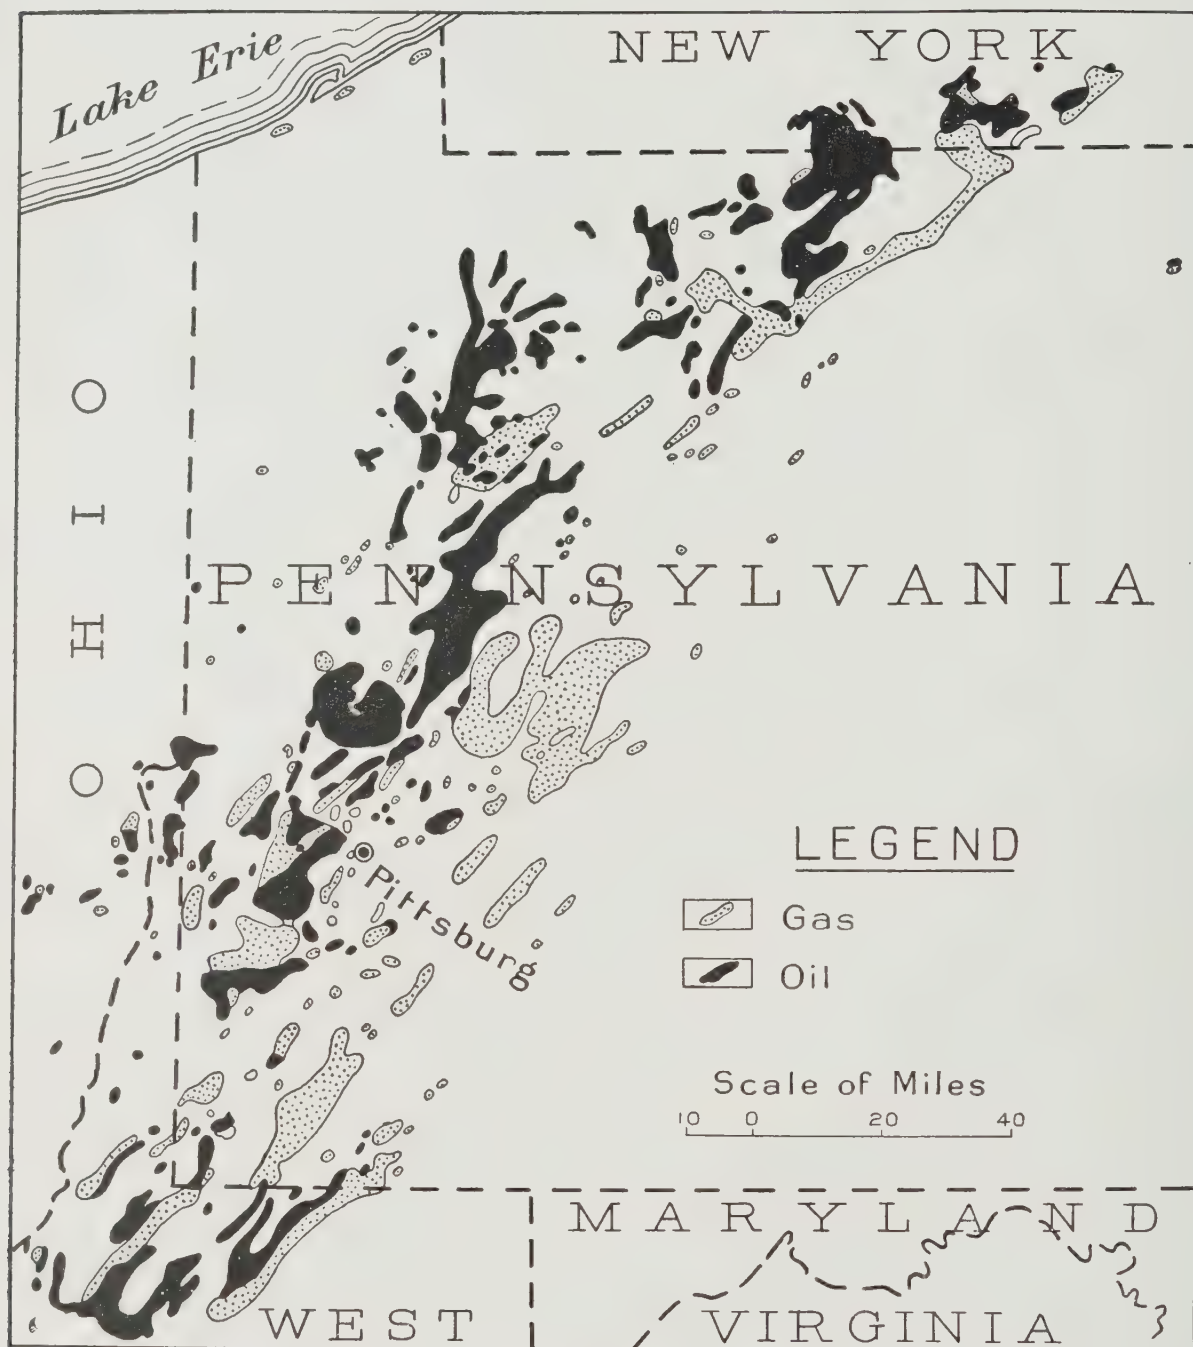 NEW YORK
Lake Erie
OHIO
PENNSYLVANIA
Pittsburg
LEGEND
Gas
Oil
Scale of Miles
10 0 20 40
MARYLAND
WEST VIRGINIA